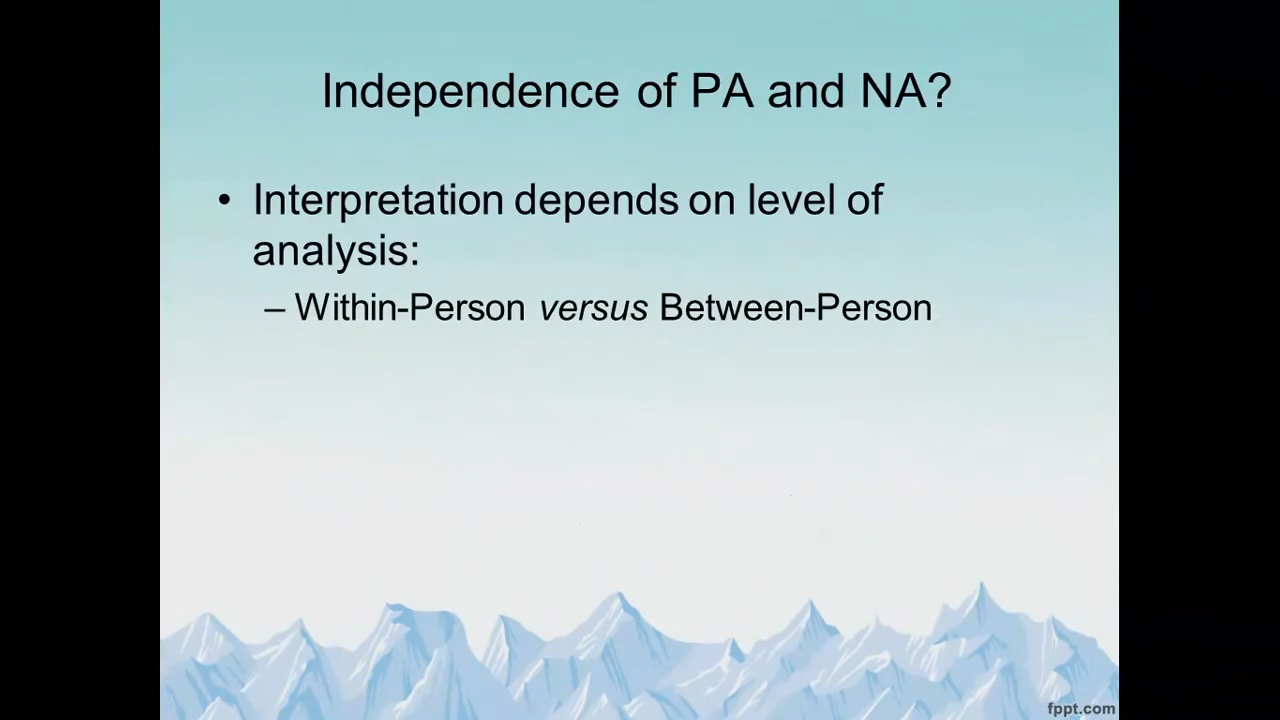 Independence of PA and NA?
• Interpretation depends on level of
analysis:
– Within-Person versus Between-Person
fppt.com